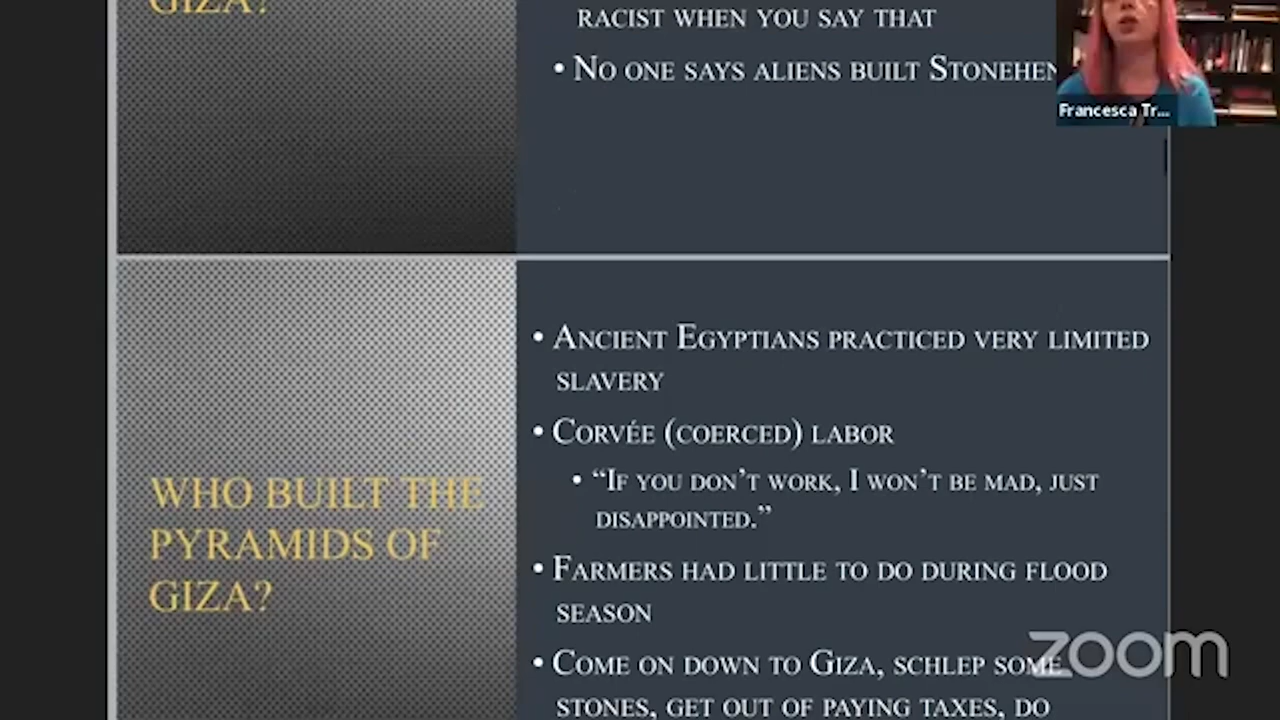 GIZA?
RACIST WHEN YOU SAY THAT
• NO ONE SAYS ALIENS BUILT STONEHEN
Francesca Tr...
• ANCIENT EGYPTIANS PRACTICED VERY LIMITED
SLAVERY
• CORVÉE (COERCED) LABOR
• “IF YOU DON’T WORK, I WON’T BE MAD, JUST
DISAPPOINTED.”
WHO BUILT THE
PYRAMIDS OF
GIZA?
• FARMERS HAD LITTLE TO DO DURING FLOOD
SEASON
• COME ON DOWN TO GIZA, SCHLEP SOME
STONES, GET OUT OF PAYING TAXES, DO
zoom